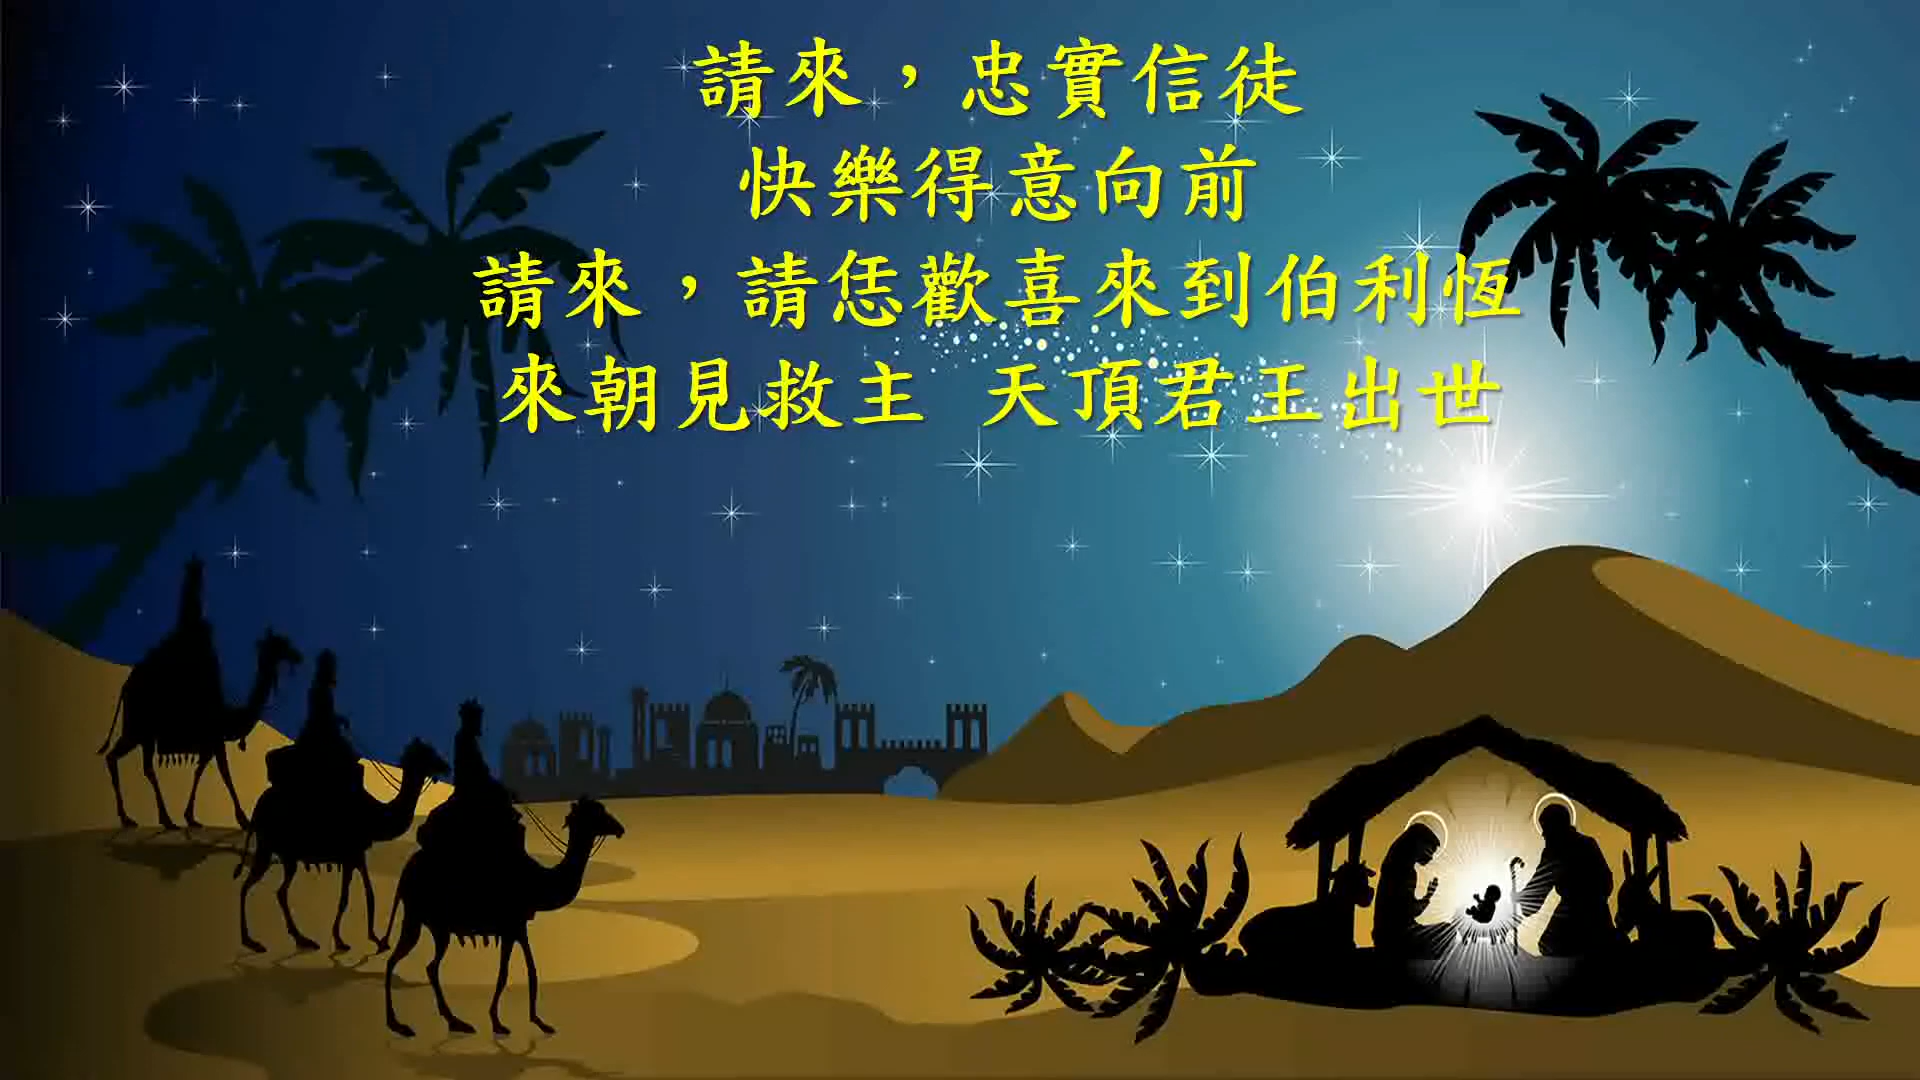 請來，忠實信徒
快樂得意向前
請來，請恁歡喜來到伯利恆
來朝見救主 天頂君王出世